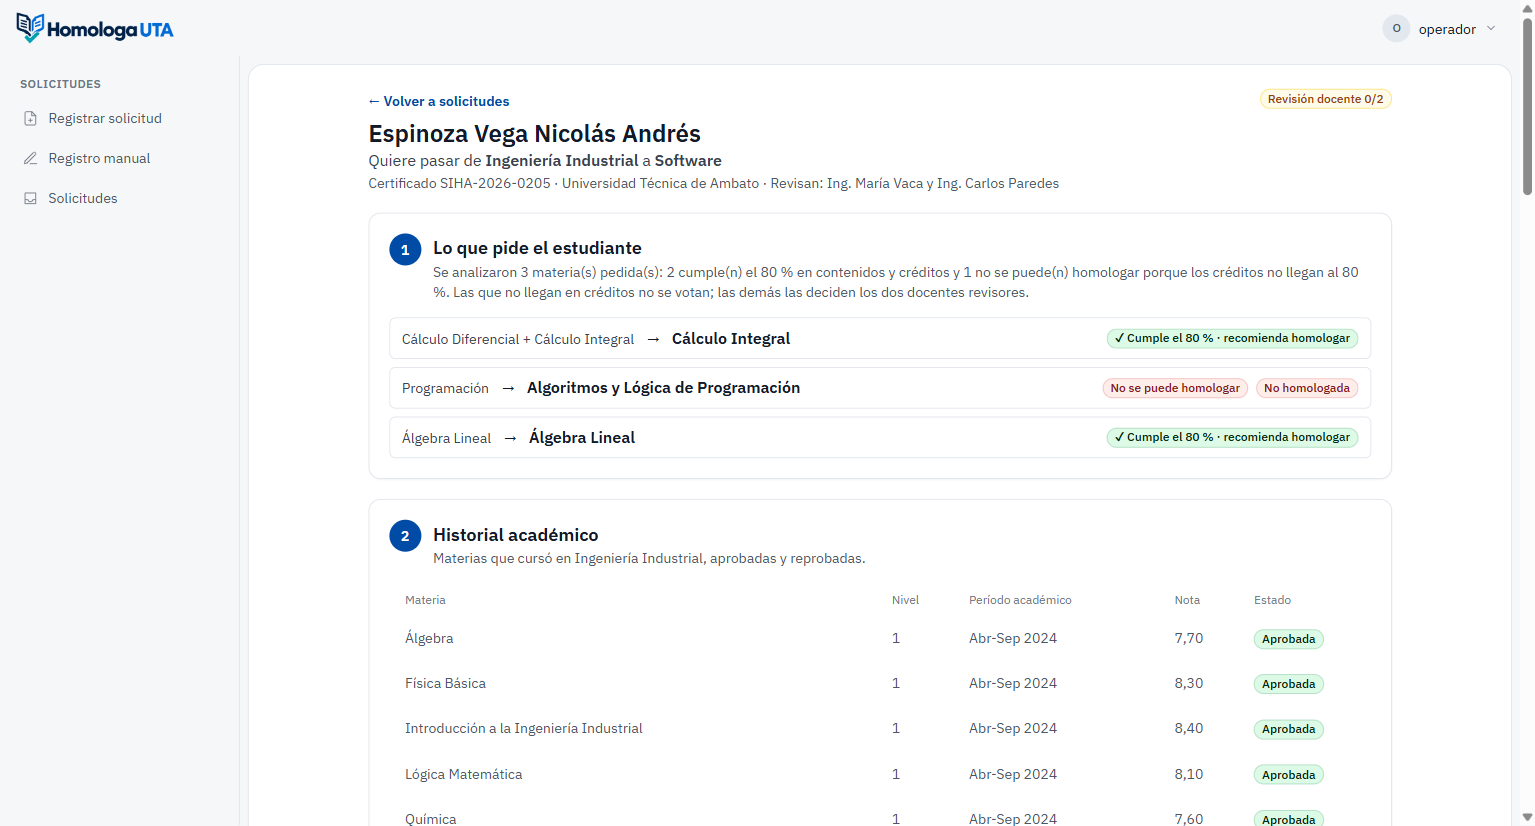 HomologaUTA
O operador
SOLICITUDES
Registrar solicitud
Registro manual
Solicitudes
← Volver a solicitudes
Revisión docente 0/2
Espinoza Vega Nicolás Andrés
Quiere pasar de Ingeniería Industrial a Software
Certificado SIHA-2026-0205 · Universidad Técnica de Ambato · Revisan: Ing. María Vaca y Ing. Carlos Paredes
1 Lo que pide el estudiante
Se analizaron 3 materia(s) pedida(s): 2 cumple(n) el 80 % en contenidos y créditos y 1 no se puede(n) homologar porque los créditos no llegan al 80
%. Las que no llegan en créditos no se votan; las demás las deciden los dos docentes revisores.
Cálculo Diferencial + Cálculo Integral → Cálculo Integral ✓ Cumple el 80 % · recomienda homologar
Programación → Algoritmos y Lógica de Programación No se puede homologar No homologada
Álgebra Lineal → Álgebra Lineal ✓ Cumple el 80 % · recomienda homologar
2 Historial académico
Materias que cursó en Ingeniería Industrial, aprobadas y reprobadas.
Materia Nivel Período académico Nota Estado
Álgebra 1 Abr-Sep 2024 7,70 Aprobada
Física Básica 1 Abr-Sep 2024 8,30 Aprobada
Introducción a la Ingeniería Industrial 1 Abr-Sep 2024 8,40 Aprobada
Lógica Matemática 1 Abr-Sep 2024 8,10 Aprobada
Química 1 Abr-Sep 2024 7,60 Aprobada